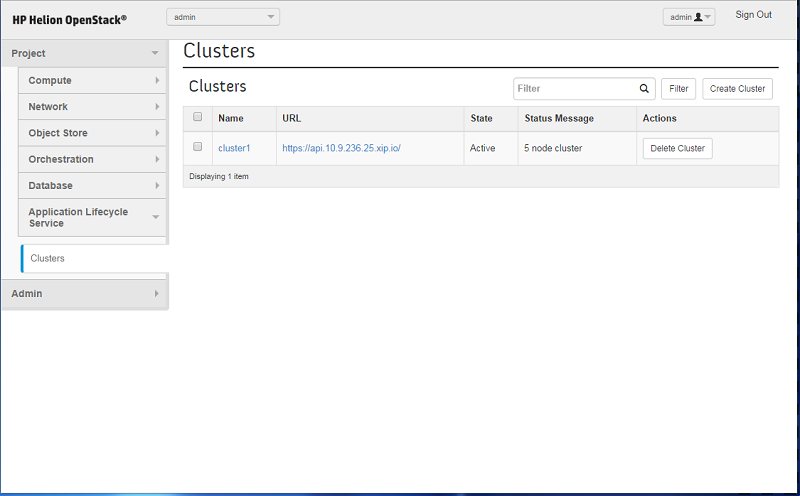 HP Helion OpenStack®
admin
admin
Sign Out
Project
Compute
Network
Object Store
Orchestration
Database
Application Lifecycle
Service
Clusters
Admin
Clusters
Clusters
Filter
Filter
Create Cluster
Name URL State Status Message Actions
cluster1 https://api.10.9.236.25.xip.io/ Active 5 node cluster Delete Cluster
Displaying 1 item